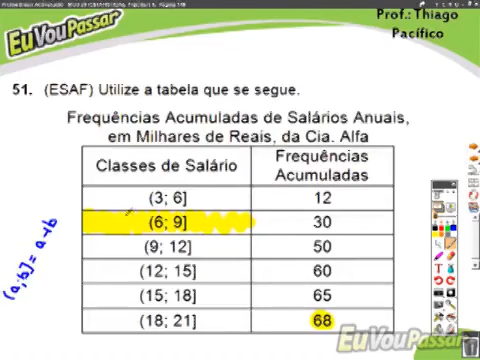 Prof.: Thiago
Pacífico
EuVouPassar
51. (ESAF) Utilize a tabela que se segue.
Frequências Acumuladas de Salários Anuais,
em Milhares de Reais, da Cia. Alfa
Classes de Salário Frequências Acumuladas
(3; 6] 12
(6; 9] 30
(9; 12] 50
(12; 15] 60
(15; 18] 65
(18; 21] 68
EuVouPassar